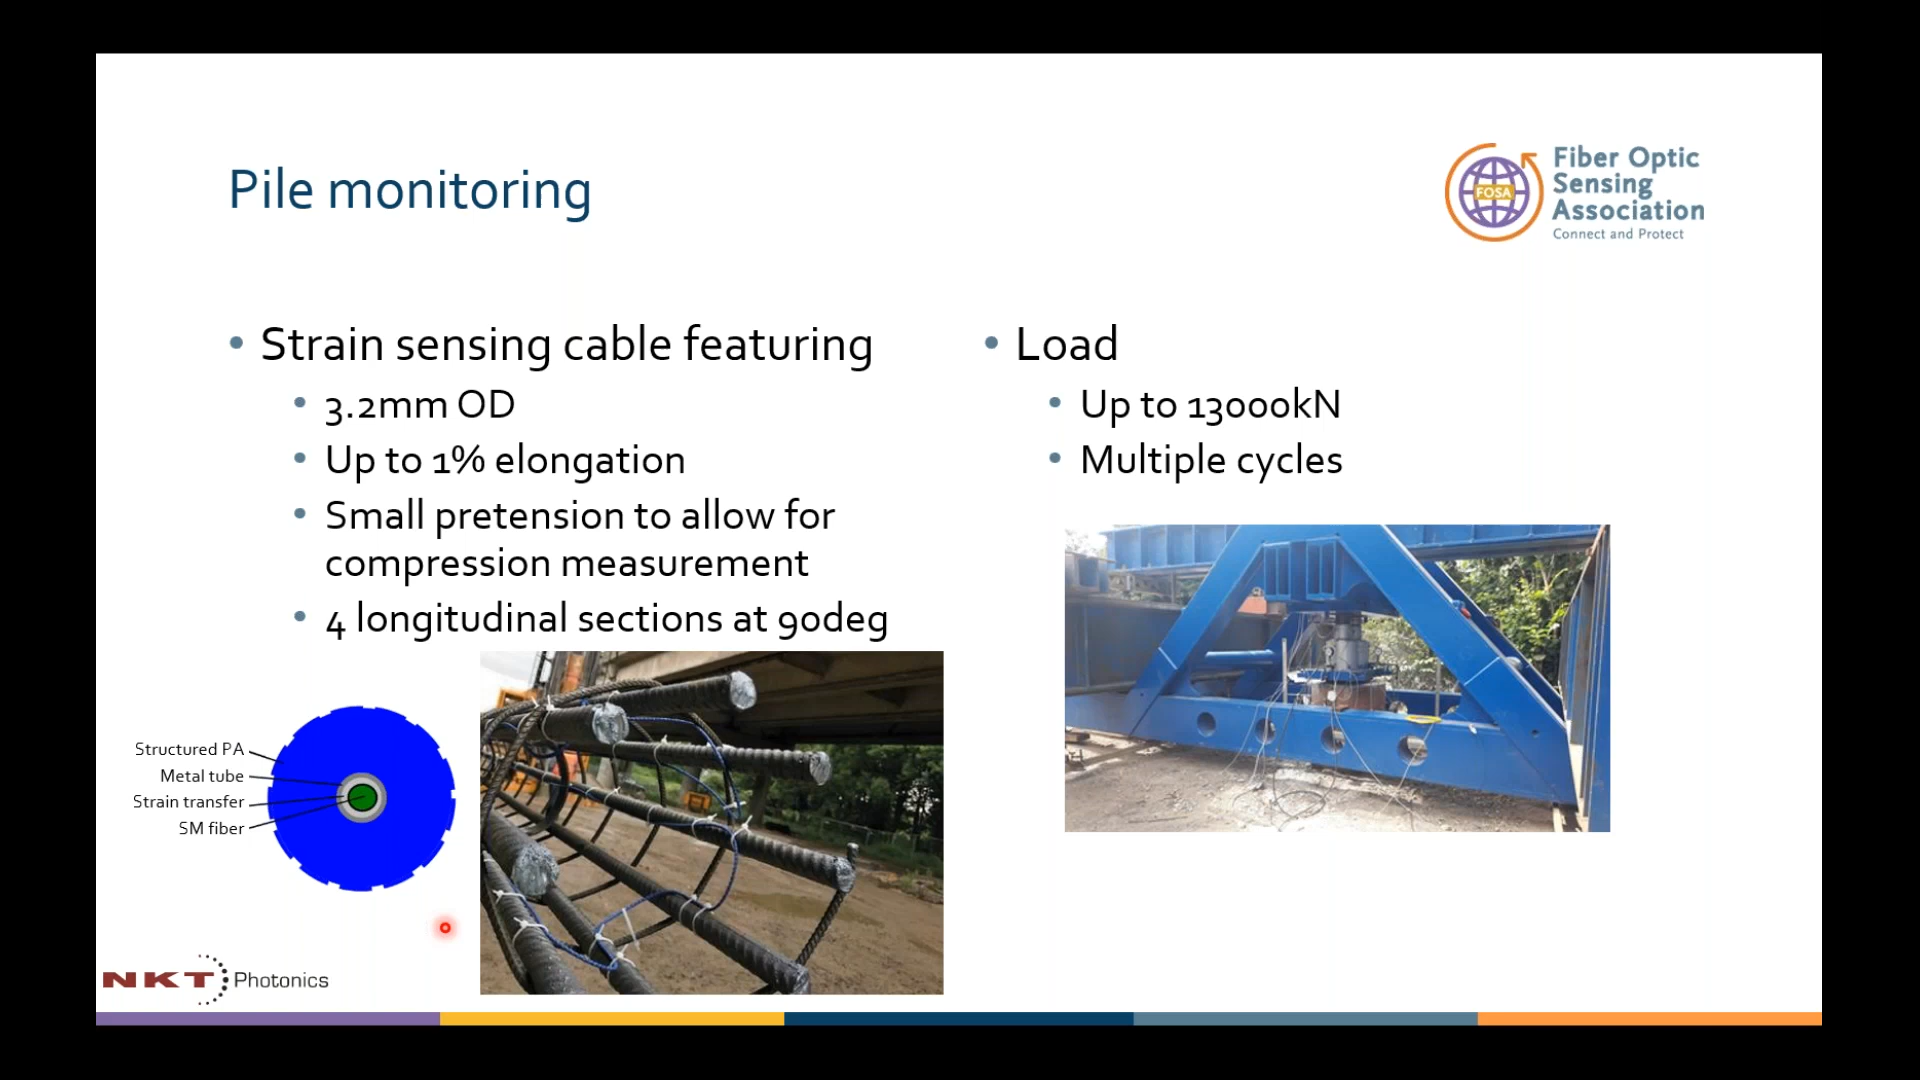 Pile monitoring
FOSA
Fiber Optic
Sensing
Association
Connect and Protect
• Strain sensing cable featuring
• 3.2mm OD
• Up to 1% elongation
• Small pretension to allow for
compression measurement
• 4 longitudinal sections at 90deg
• Load
• Up to 13000kN
• Multiple cycles
Structured PA
Metal tube
Strain transfer
SM fiber
NKT Photonics